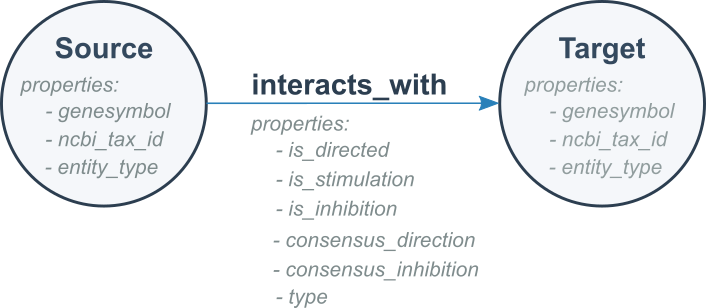 Source
properties:
- genesymbol
- ncbi_tax_id
- entity_type
interacts_with
properties:
- is_directed
- is_stimulation
- is_inhibition
- consensus_direction
- consensus_inhibition
- type
Target
properties:
- genesymbol
- ncbi_tax_id
- entity_type